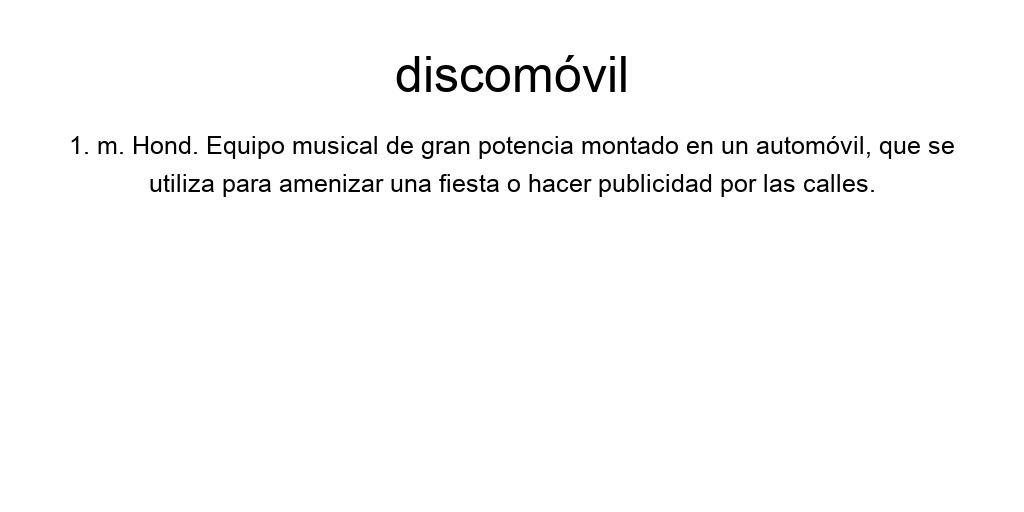 discomóvil
1. m. Hond. Equipo musical de gran potencia montado en un automóvil, que se
utiliza para amenizar una fiesta o hacer publicidad por las calles.